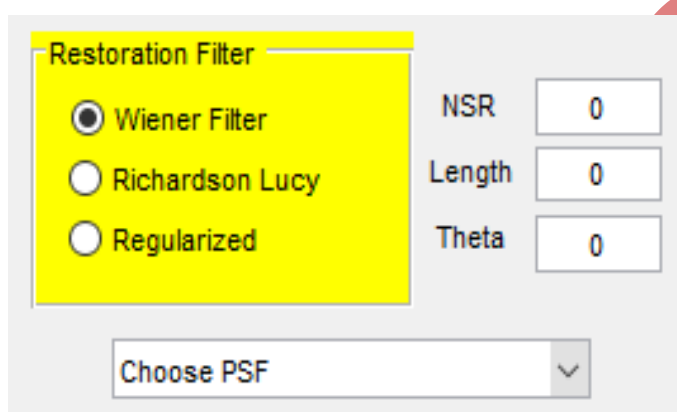 Restoration Filter
Wiener Filter
Richardson Lucy
Regularized
NSR 0
Length 0
Theta 0
Choose PSF